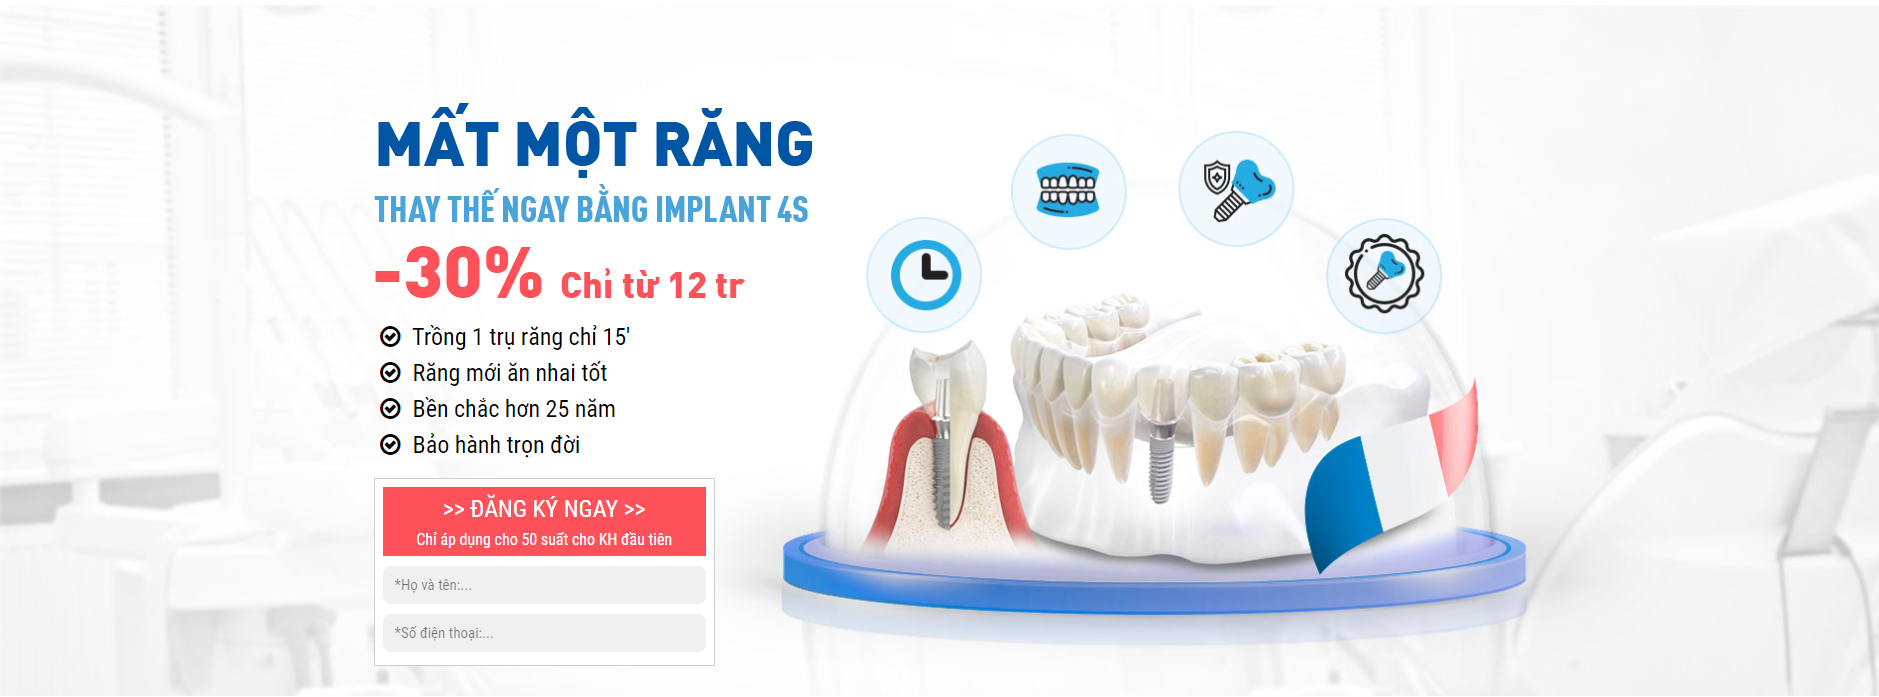 MẤT MỘT RĂNG
THAY THẾ NGAY BẰNG IMPLANT 4S
-30% Chỉ từ 12 tr
Trồng 1 trụ răng chỉ 15'
Răng mới ăn nhai tốt
Bền chắc hơn 25 năm
Bảo hành trọn đời
>> ĐĂNG KÝ NGAY >>
Chỉ áp dụng cho 50 suất cho KH đầu tiên
*Họ và tên:...
*Số điện thoại:...